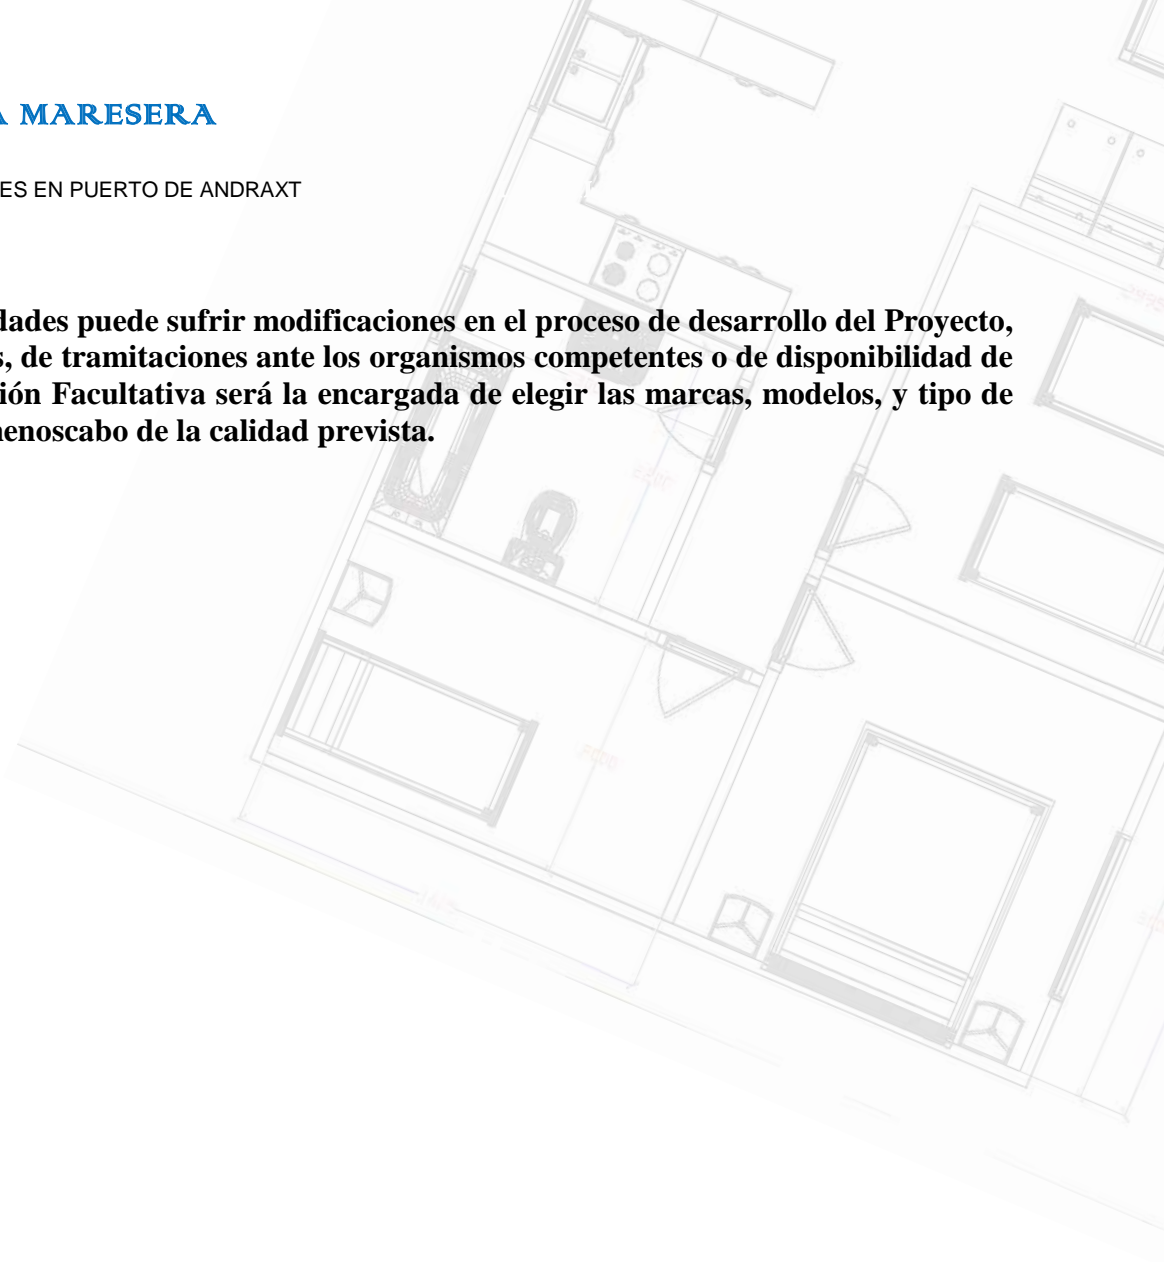 MARESERA
ES EN PUERTO DE ANDRAXT
dades puede sufrir modificaciones en el proceso de desarrollo del Proyecto,
s, de tramitaciones ante los organismos competentes o de disponibilidad de
ión Facultativa será la encargada de elegir las marcas, modelos, y tipo de
menoscabo de la calidad prevista.